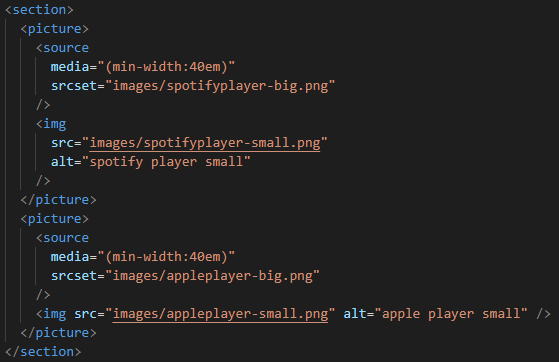 <section>
<picture>
<source
media="(min-width:40em)"
srcset="images/spotifyplayer-big.png"
/>
<img
src="images/spotifyplayer-small.png"
alt="spotify player small"
/>
</picture>
<picture>
<source
media="(min-width:40em)"
srcset="images/appleplayer-big.png"
/>
<img src="images/appleplayer-small.png" alt="apple player small" />
</picture>
</section>